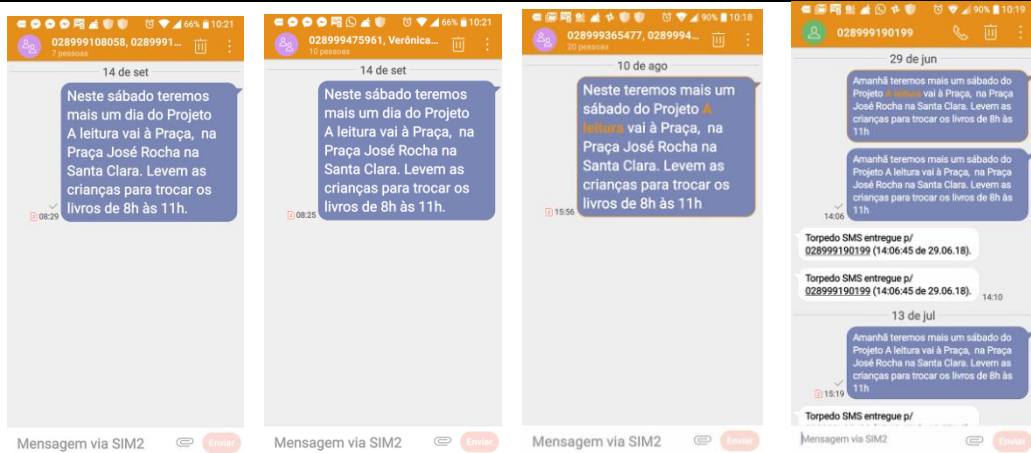 66% 10:21
028999108058, 0289991...
7 pessoas
14 de set
Neste sábado teremos
mais um dia do Projeto
A leitura vai à Praça, na
Praça José Rocha na
Santa Clara. Levem as
crianças para trocar os
livros de 8h às 11h.
08:29
Mensagem via SIM2
Enviar
66% 10:21
028999475961, Verônica...
10 pessoas
14 de set
Neste sábado teremos
mais um dia do Projeto
A leitura vai à Praça, na
Praça José Rocha na
Santa Clara. Levem as
crianças para trocar os
livros de 8h às 11h.
08:25
Mensagem via SIM2
Enviar
90% 10:18
028999365477, 0289994...
20 pessoas
10 de ago
Neste teremos mais um
sábado do Projeto A
leitura vai à Praça, na
Praça José Rocha na
Santa Clara. Levem as
crianças para trocar os
livros de 8h às 11h
15:56
Mensagem via SIM2
Enviar
90% 10:19
028999190199
29 de jun
Amanhã teremos mais um sábado do
Projeto A leitura vai à Praça, na Praça
José Rocha na Santa Clara. Levem as
crianças para trocar os livros de 8h às
11h
Amanhã teremos mais um sábado do
Projeto A leitura vai à Praça, na Praça
José Rocha na Santa Clara. Levem as
crianças para trocar os livros de 8h às
11h
14:06
Torpedo SMS entregue p/
028999190199 (14:06:45 de 29.06.18).
Torpedo SMS entregue p/
028999190199 (14:06:45 de 29.06.18).
14:10
13 de jul
Amanhã teremos mais um sábado do
Projeto A leitura vai à Praça, na Praça
José Rocha na Santa Clara. Levem as
crianças para trocar os livros de 8h às
11h
15:19
Torpedo SMS entregue p/
Mensagem via SIM2
Enviar